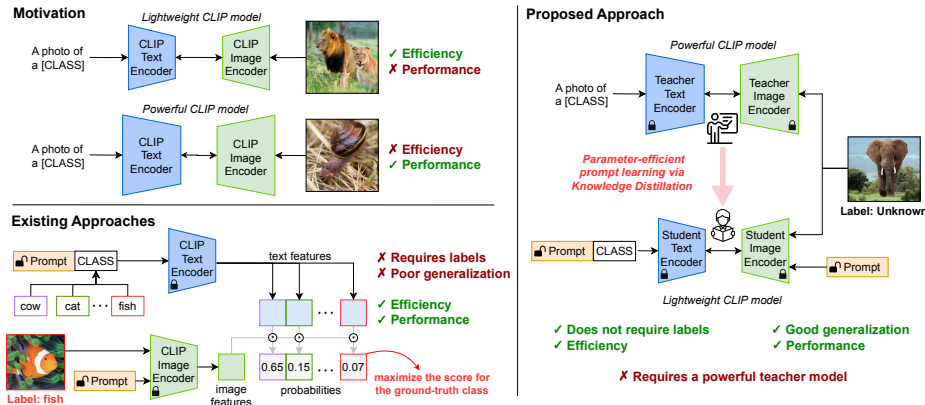 Motivation
Lightweight CLIP model
A photo of
a [CLASS]
CLIP
Text
Encoder
CLIP
Image
Encoder
✓ Efficiency
✗ Performance
Powerful CLIP model
A photo of
a [CLASS]
CLIP
Text
Encoder
CLIP
Image
Encoder
✗ Efficiency
✓ Performance
Existing Approaches
Prompt
CLASS
cow
cat
...
fish
CLIP
Text
Encoder
text features
✗ Requires labels
✗ Poor generalization
✓ Efficiency
✓ Performance
...
Label: fish
Prompt
CLIP
Image
Encoder
image
features
0.65
0.15
...
0.07
probabilities
maximize the score for
the ground-truth class
Proposed Approach
Powerful CLIP model
A photo of
a [CLASS]
Teacher
Text
Encoder
Teacher
Image
Encoder
Parameter-efficient
prompt learning via
Knowledge Distillation
Label: Unknown
Prompt
CLASS
Student
Text
Encoder
Student
Image
Encoder
Prompt
Lightweight CLIP model
✓ Does not require labels
✓ Efficiency
✓ Good generalization
✓ Performance
✗ Requires a powerful teacher model